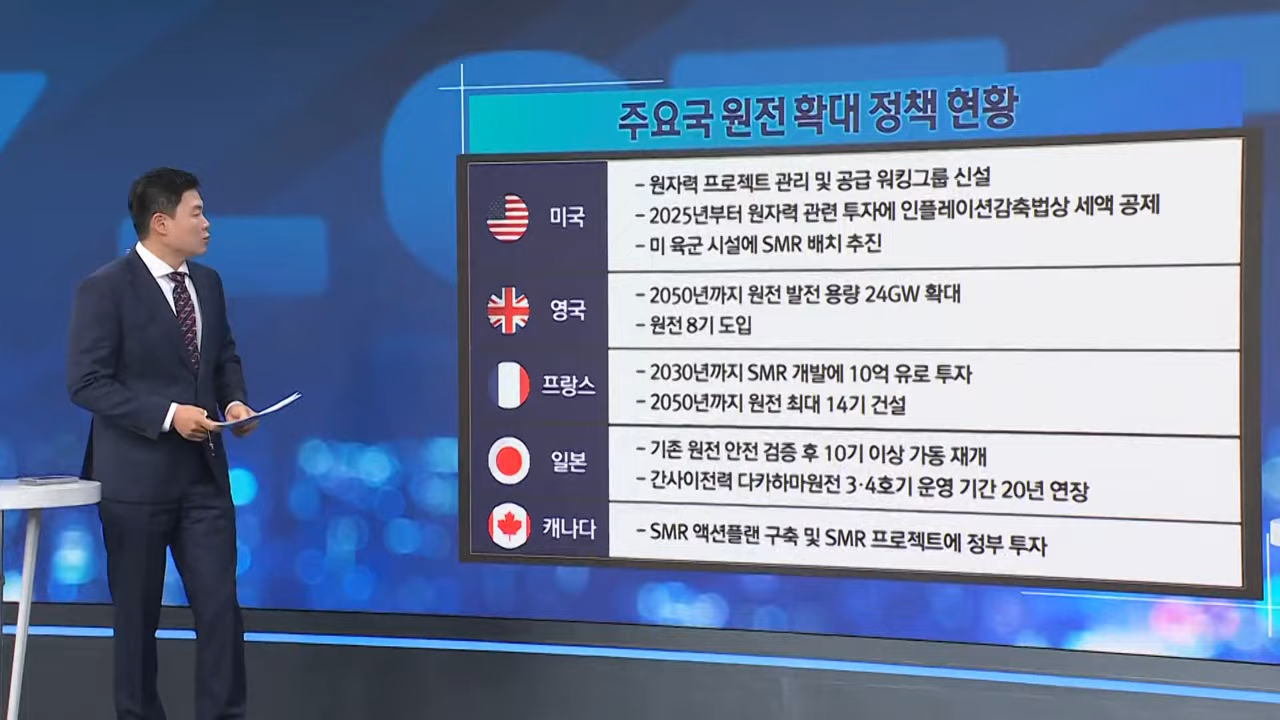 주요국 원전 확대 정책 현황
미국
- 원자력 프로젝트 관리 및 공급 워킹그룹 신설
- 2025년부터 원자력 관련 투자에 인플레이션감축법상 세액 공제
- 미 육군 시설에 SMR 배치 추진
영국
- 2050년까지 원전 발전 용량 24GW 확대
- 원전 8기 도입
프랑스
- 2030년까지 SMR 개발에 10억 유로 투자
- 2050년까지 원전 최대 14기 건설
일본
- 기존 원전 안전 검증 후 10기 이상 가동 재개
- 간사이전력 다카하마원전 3·4호기 운영 기간 20년 연장
캐나다
- SMR 액션플랜 구축 및 SMR 프로젝트에 정부 투자